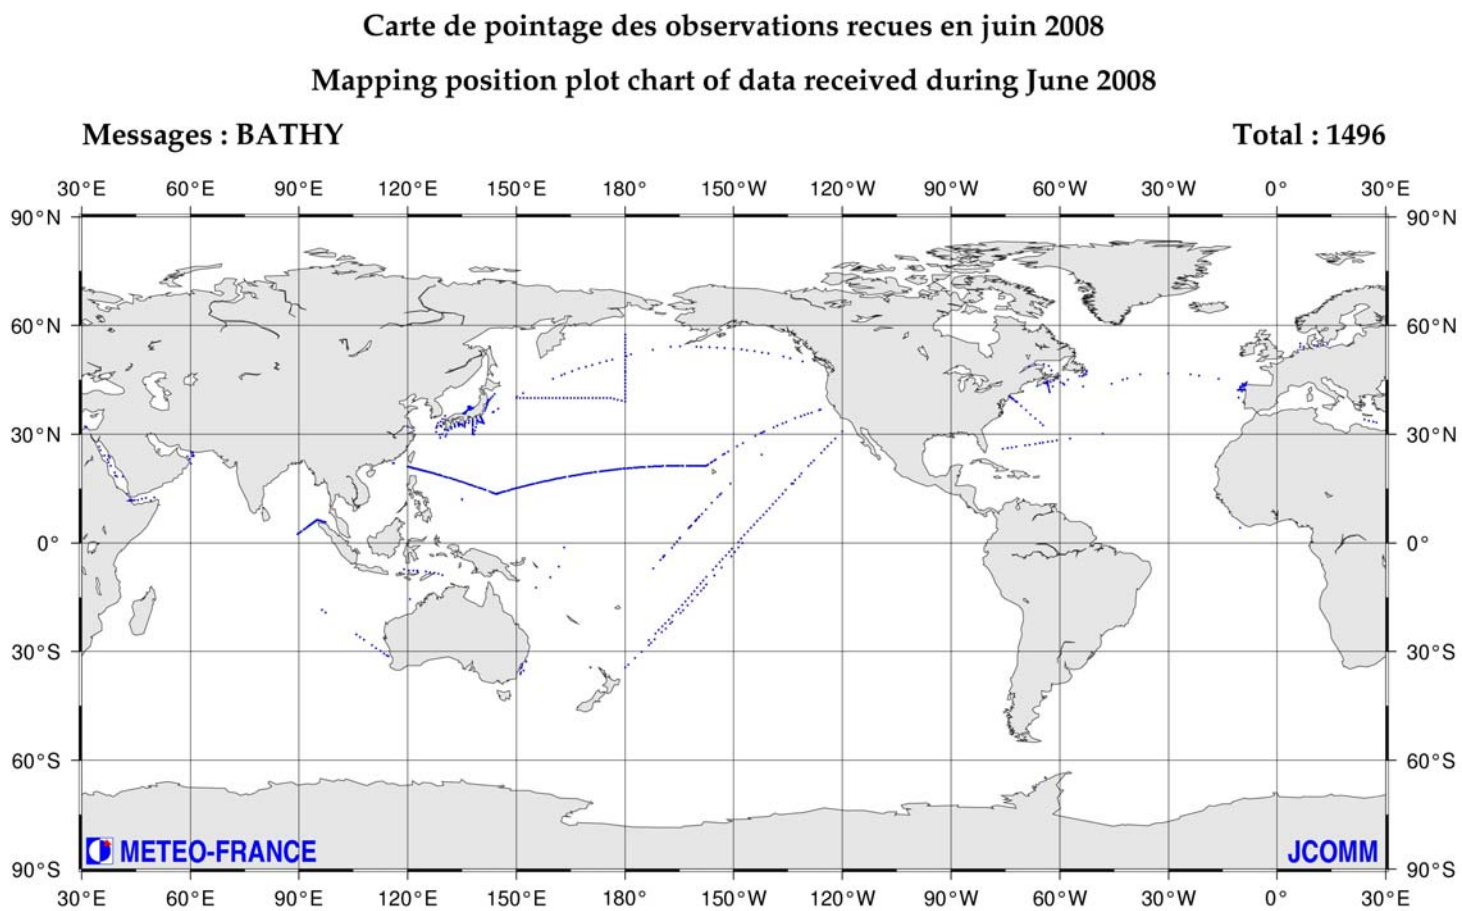 Carte de pointage des observations recues en juin 2008
Mapping position plot chart of data received during June 2008
Messages : BATHY Total : 1496
30°E 60°E 90°E 120°E 150°E 180° 150°W 120°W 90°W 60°W 30°W 0° 30°E
90°N 90°N
60°N 60°N
30°N 30°N
0° 0°
30°S 30°S
60°S 60°S
METEO-FRANCE JCOMM
90°S 90°S
30°E 60°E 90°E 120°E 150°E 180° 150°W 120°W 90°W 60°W 30°W 0° 30°E